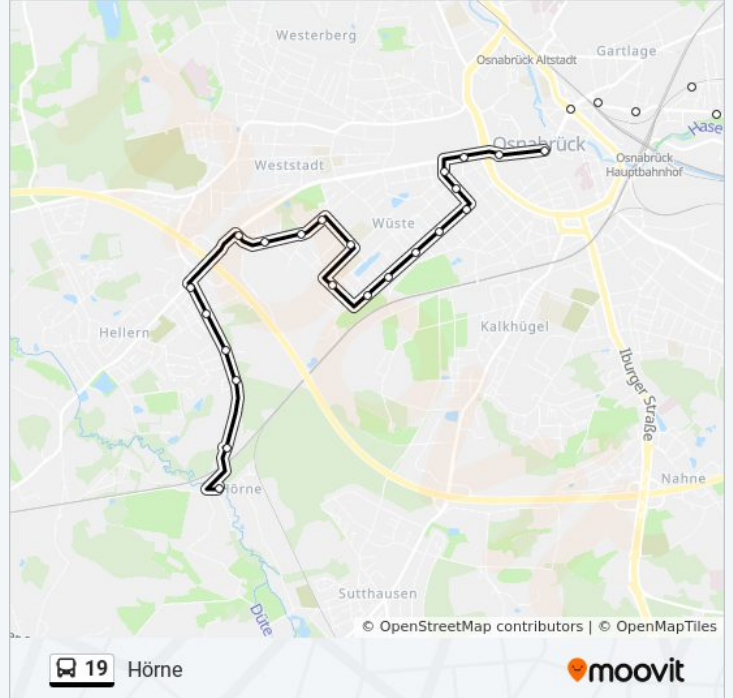 Westerberg
Gartlage
Osnabrück Altstadt
Hase
Osnabrück
Osnabrück
Hauptbahnhof
Weststadt
Wüste
Hellern
Kalkhügel
Iburger Straße
Nahne
Hörne
Sutthausen
Düte
© OpenStreetMap contributors | © OpenMapTiles
19 Hörne
moovit